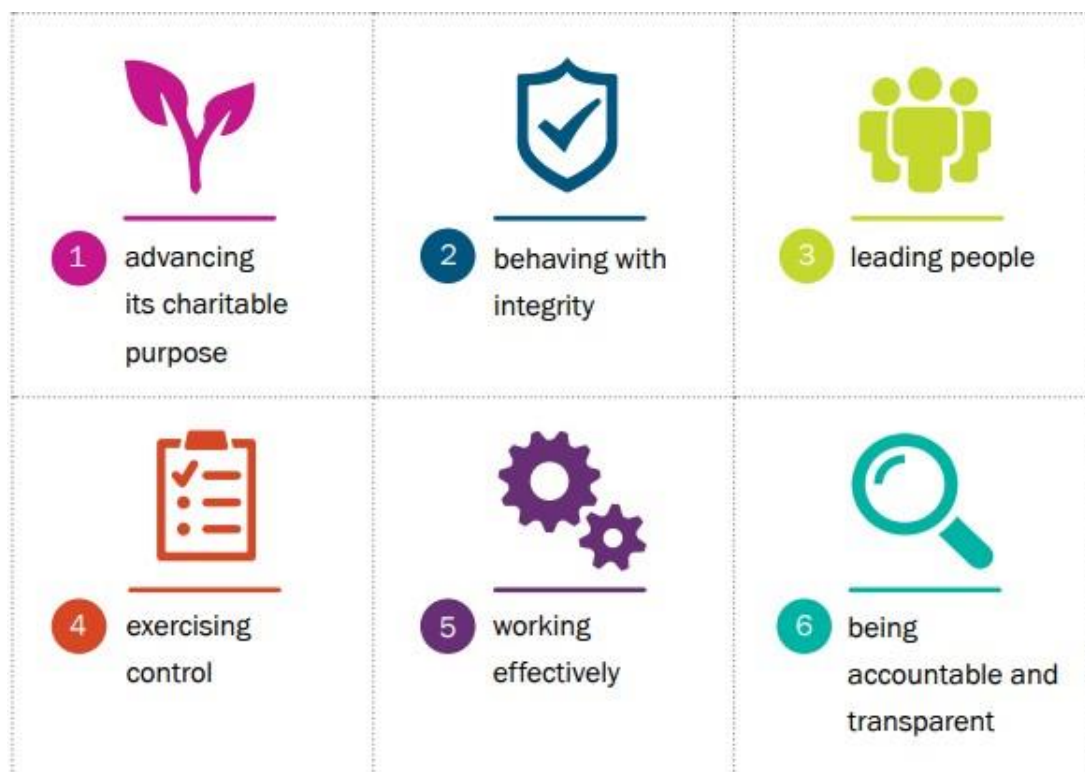 1 advancing
its charitable
purpose
2 behaving with
integrity
3 leading people
4 exercising
control
5 working
effectively
6 being
accountable and
transparent